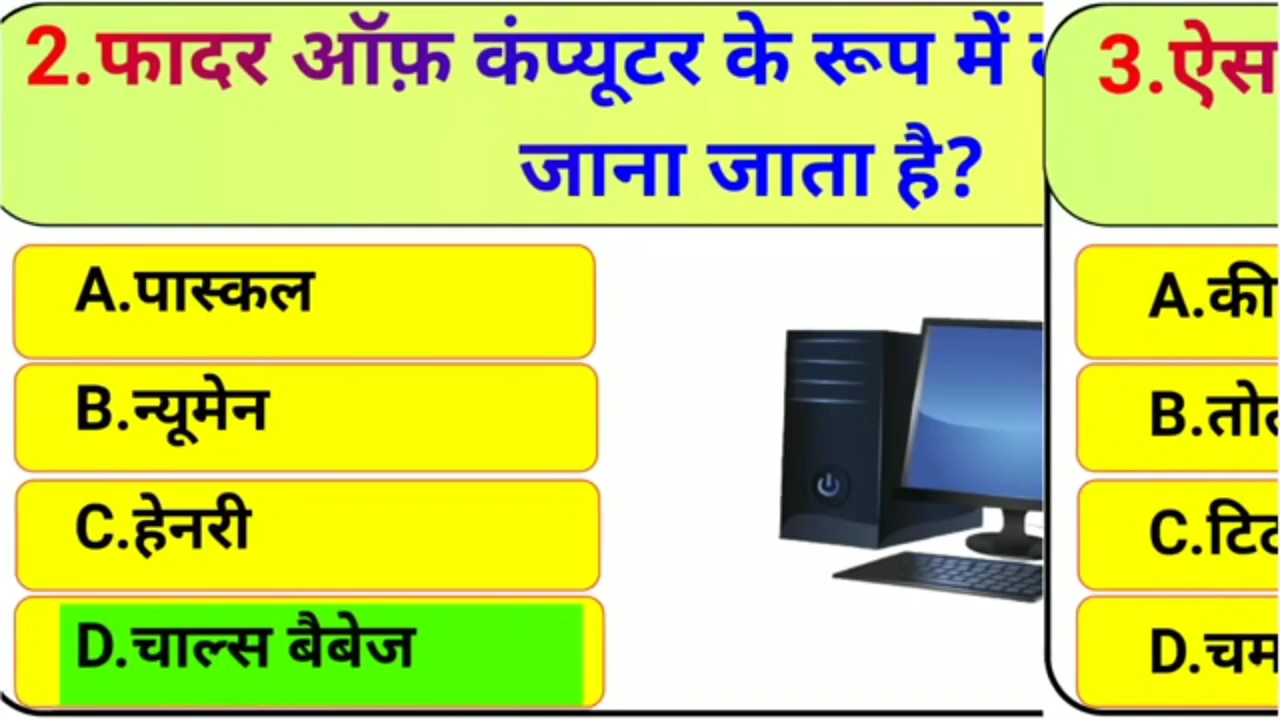 2.फादर ऑफ़ कंप्यूटर के रूप में
जाना जाता है?
A.पास्कल
B.न्यूमेन
C.हेनरी
D.चाल्स बैबेज
3.ऐस
A.की
B.तो
C.टि
D.चम